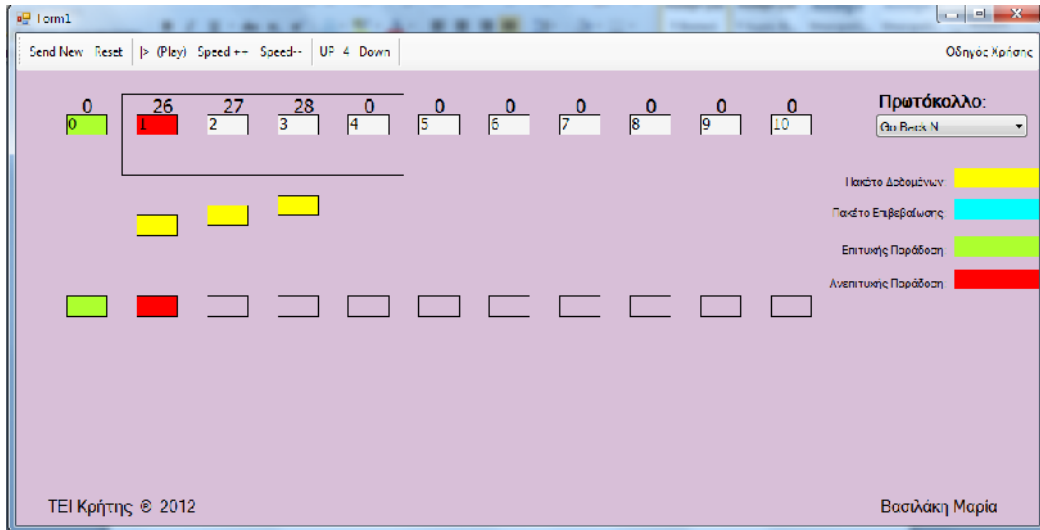 Form1
Send New Reset |> (Play) Speed ++ Speed-- UP 4 Down Οδηγός Χρήσης
0 26 27 28 0 0 0 0 0 0 0
0 1 2 3 4 5 6 7 8 9 10
Πρωτόκολλο:
Go Back N
Πακέτο Δεδομένων
Πακέτο Επιβεβαίωσης
Επιτυχής Παράδοση
Ανεπιτυχής Παράδοση
ΤΕΙ Κρήτης © 2012 Βασιλάκη Μαρία